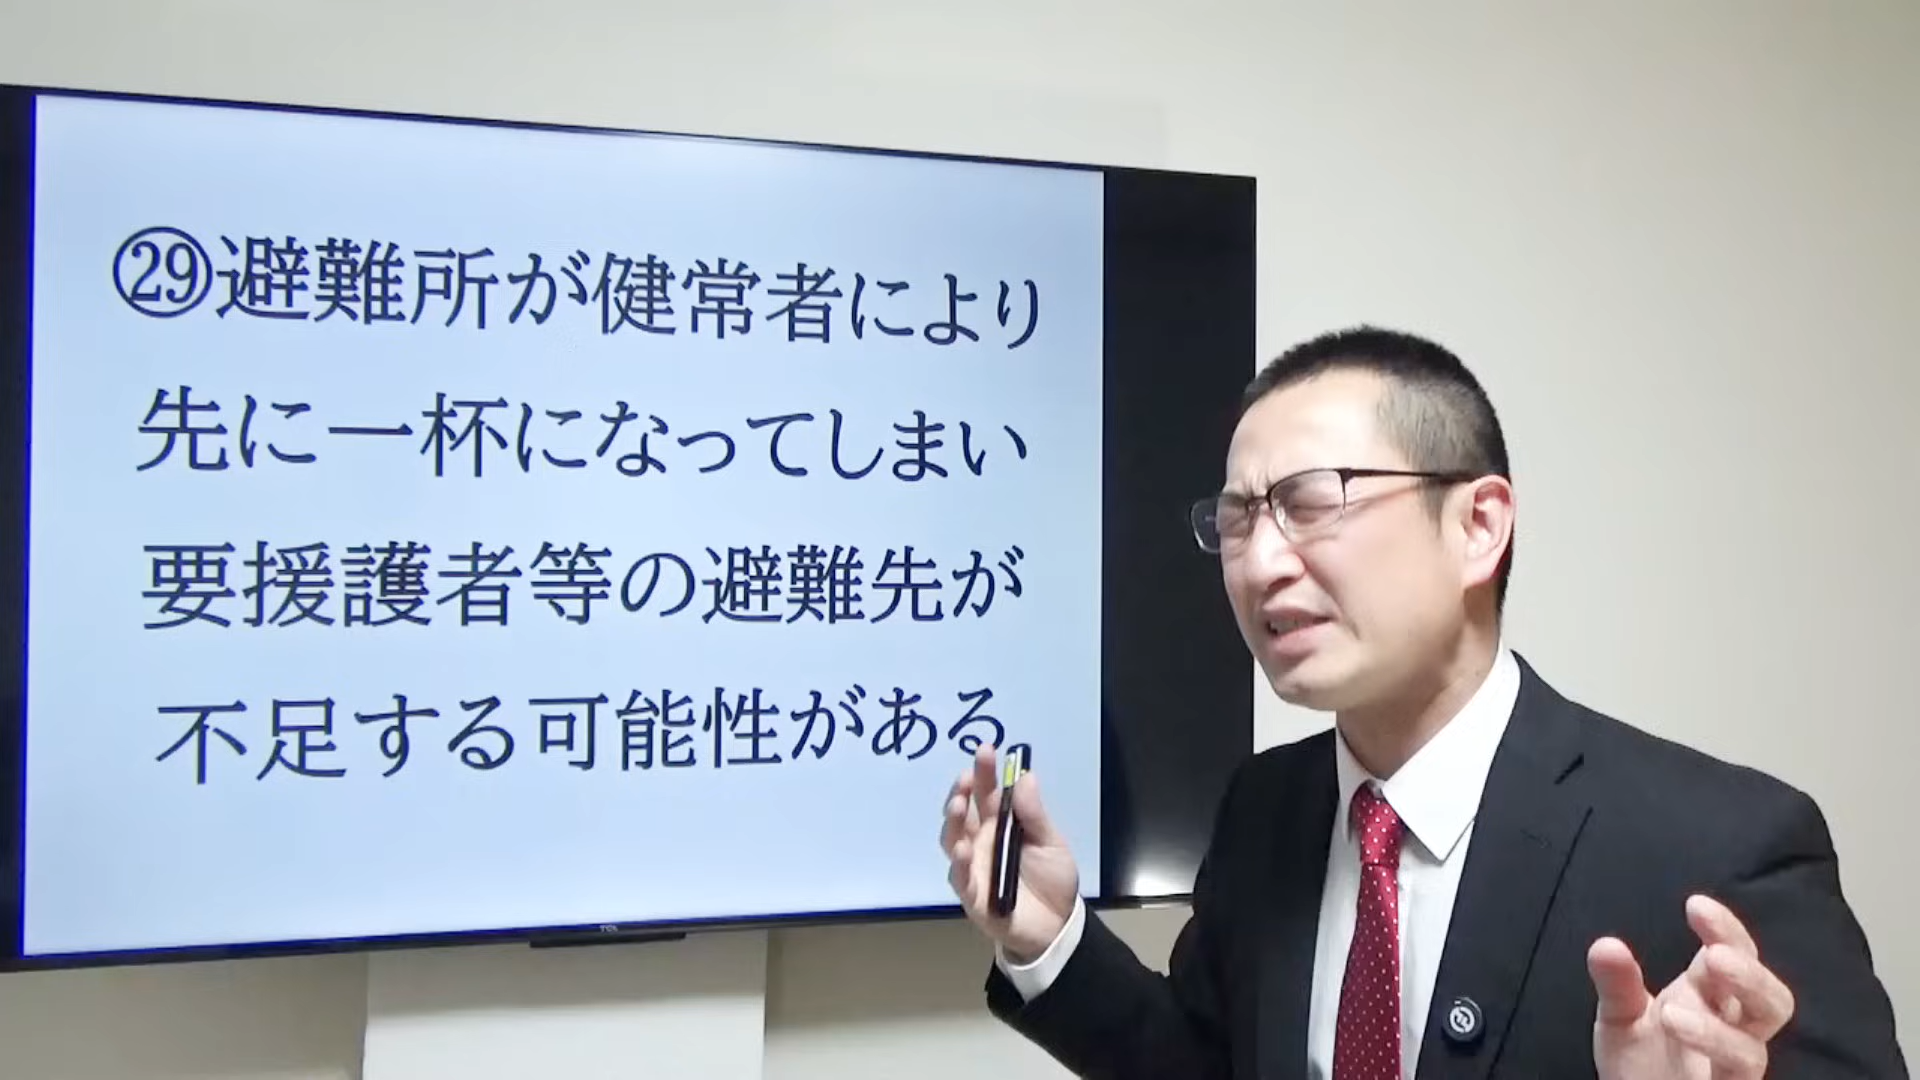 ㉙避難所が健常者により
先に一杯になってしまい
要援護者等の避難先が
不足する可能性がある
TCL